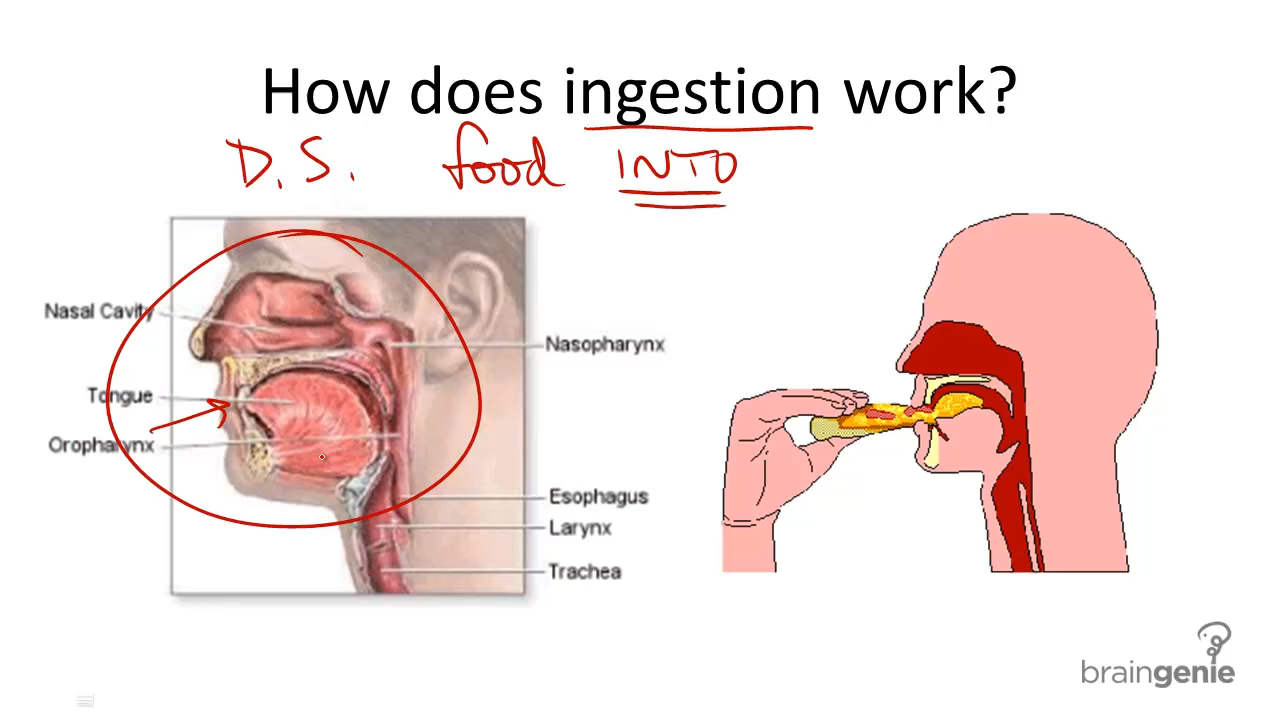 How does ingestion work?
D.S. food INTO
Nasal Cavity
Nasopharynx
Tongue
Oropharynx
Esophagus
Larynx
Trachea
braingenie